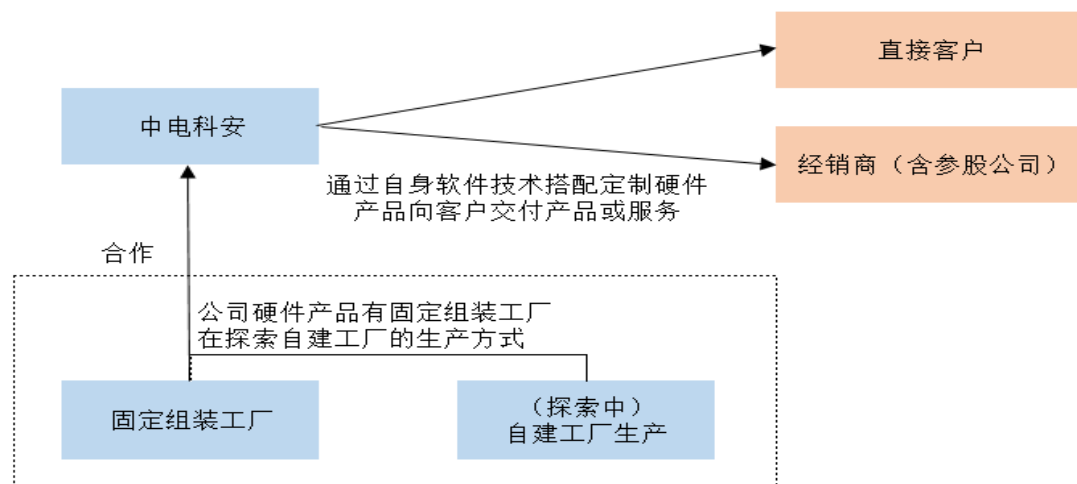 直接客户
中电科安
经销商（含参股公司）
通过自身软件技术搭配定制硬件
产品向客户交付产品或服务
合作
公司硬件产品有固定组装工厂
在探索自建工厂的生产方式
固定组装工厂
（探索中）
自建工厂生产